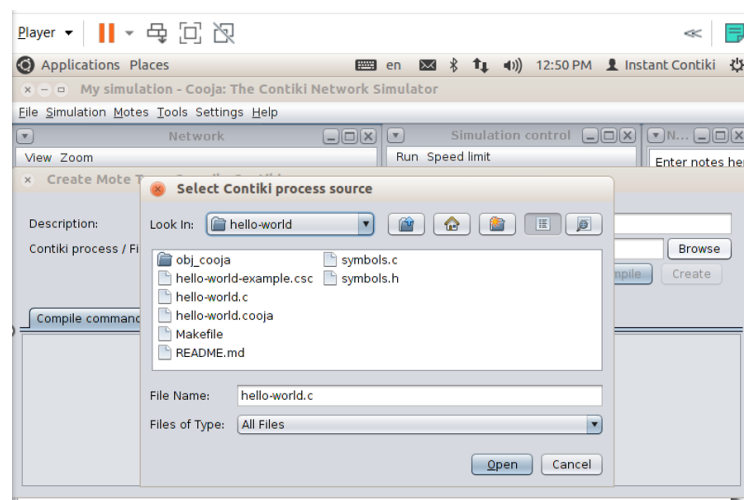 Player
Applications Places en 12:50 PM Instant Contiki
My simulation - Cooja: The Contiki Network Simulator
File Simulation Motes Tools Settings Help
Network
Simulation control
N...
View Zoom
Run Speed limit
Enter notes he
Create Mote T
Select Contiki process source
Description:
Look In: hello-world
Contiki process / Fi
Browse
obj_cooja symbols.c
hello-world-example.csc symbols.h
mpile Create
hello-world.c
hello-world.cooja
Compile command
Makefile
README.md
File Name: hello-world.c
Files of Type: All Files
Open Cancel